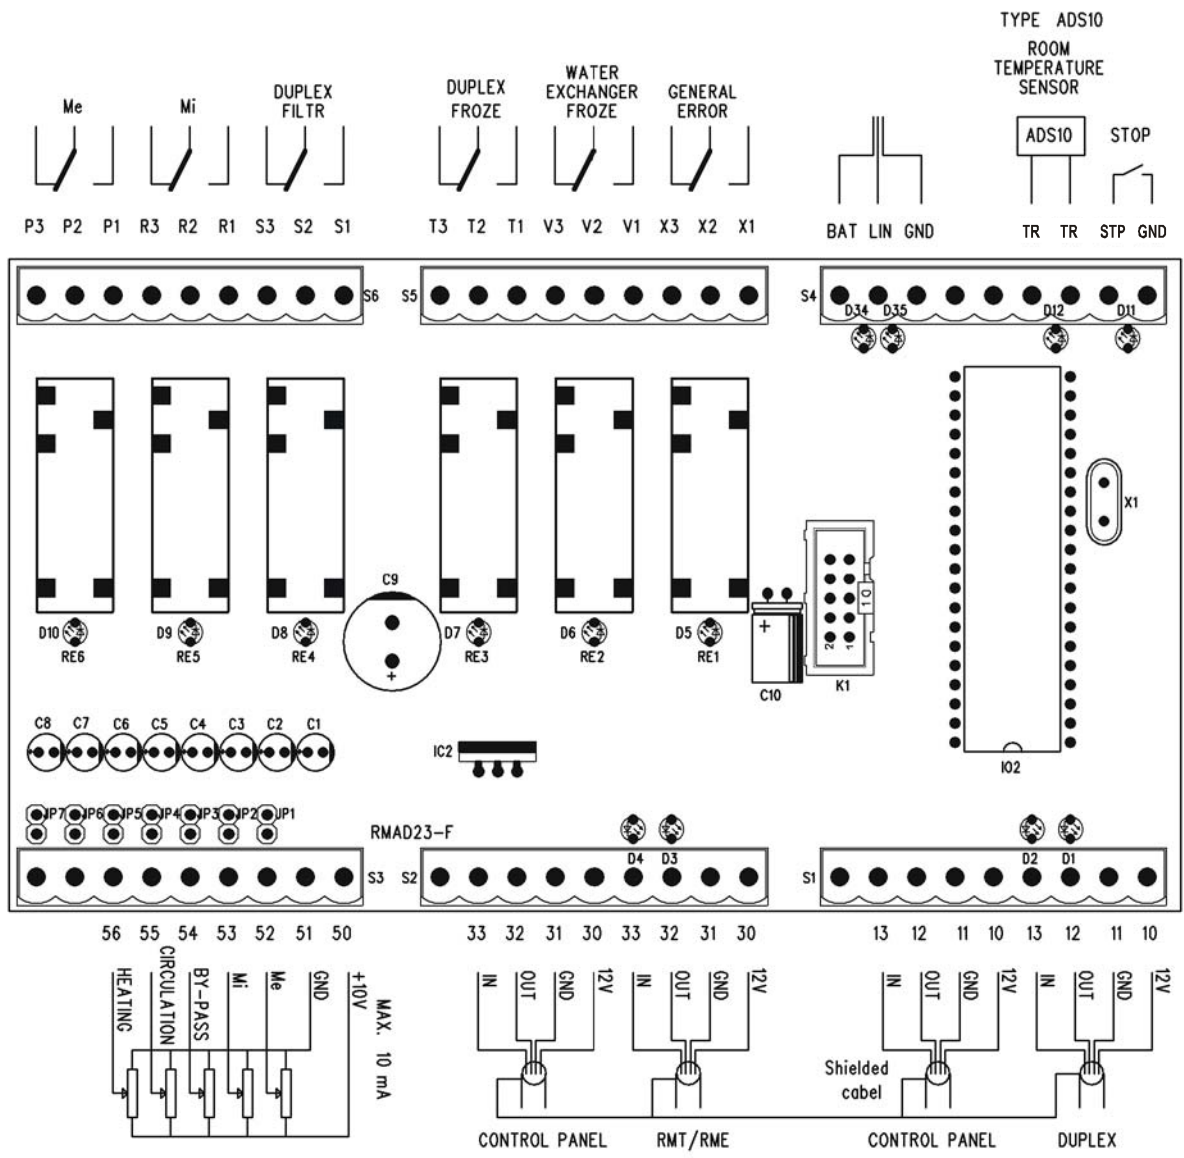 TYPE ADS10
ROOM
TEMPERATURE
SENSOR
Me
Mi
DUPLEX
FILTR
DUPLEX
FROZE
WATER
EXCHANGER
FROZE
GENERAL
ERROR
ADS10
STOP
P3 P2 P1 R3 R2 R1 S3 S2 S1
T3 T2 T1 V3 V2 V1 X3 X2 X1
BAT LIN GND
TR TR STP GND
S6
S5
S4
D34 D35 D12 D11
X1
C9
D10 D9 D8 D7 D6 D5
RE6 RE5 RE4 RE3 RE2 RE1
+
+
1D
2 1
C10
K1
C8 C7 C6 C5 C4 C3 C2 C1
IC2
IO2
JP7 JP6 JP5 JP4 JP3 JP2 JP1
RMAD23-F
D4 D3
D2 D1
S3
S2
S1
56 55 54 53 52 51 50
33 32 31 30 33 32 31 30
13 12 11 10 13 12 11 10
HEATING
CIRCULATION
BY-PASS
Mi
Me
GND
+10V
MAX. 10 mA
IN OUT GND 12V
IN OUT GND 12V
IN OUT GND 12V
IN OUT GND 12V
Shielded
cabel
CONTROL PANEL
RMT/RME
CONTROL PANEL
DUPLEX